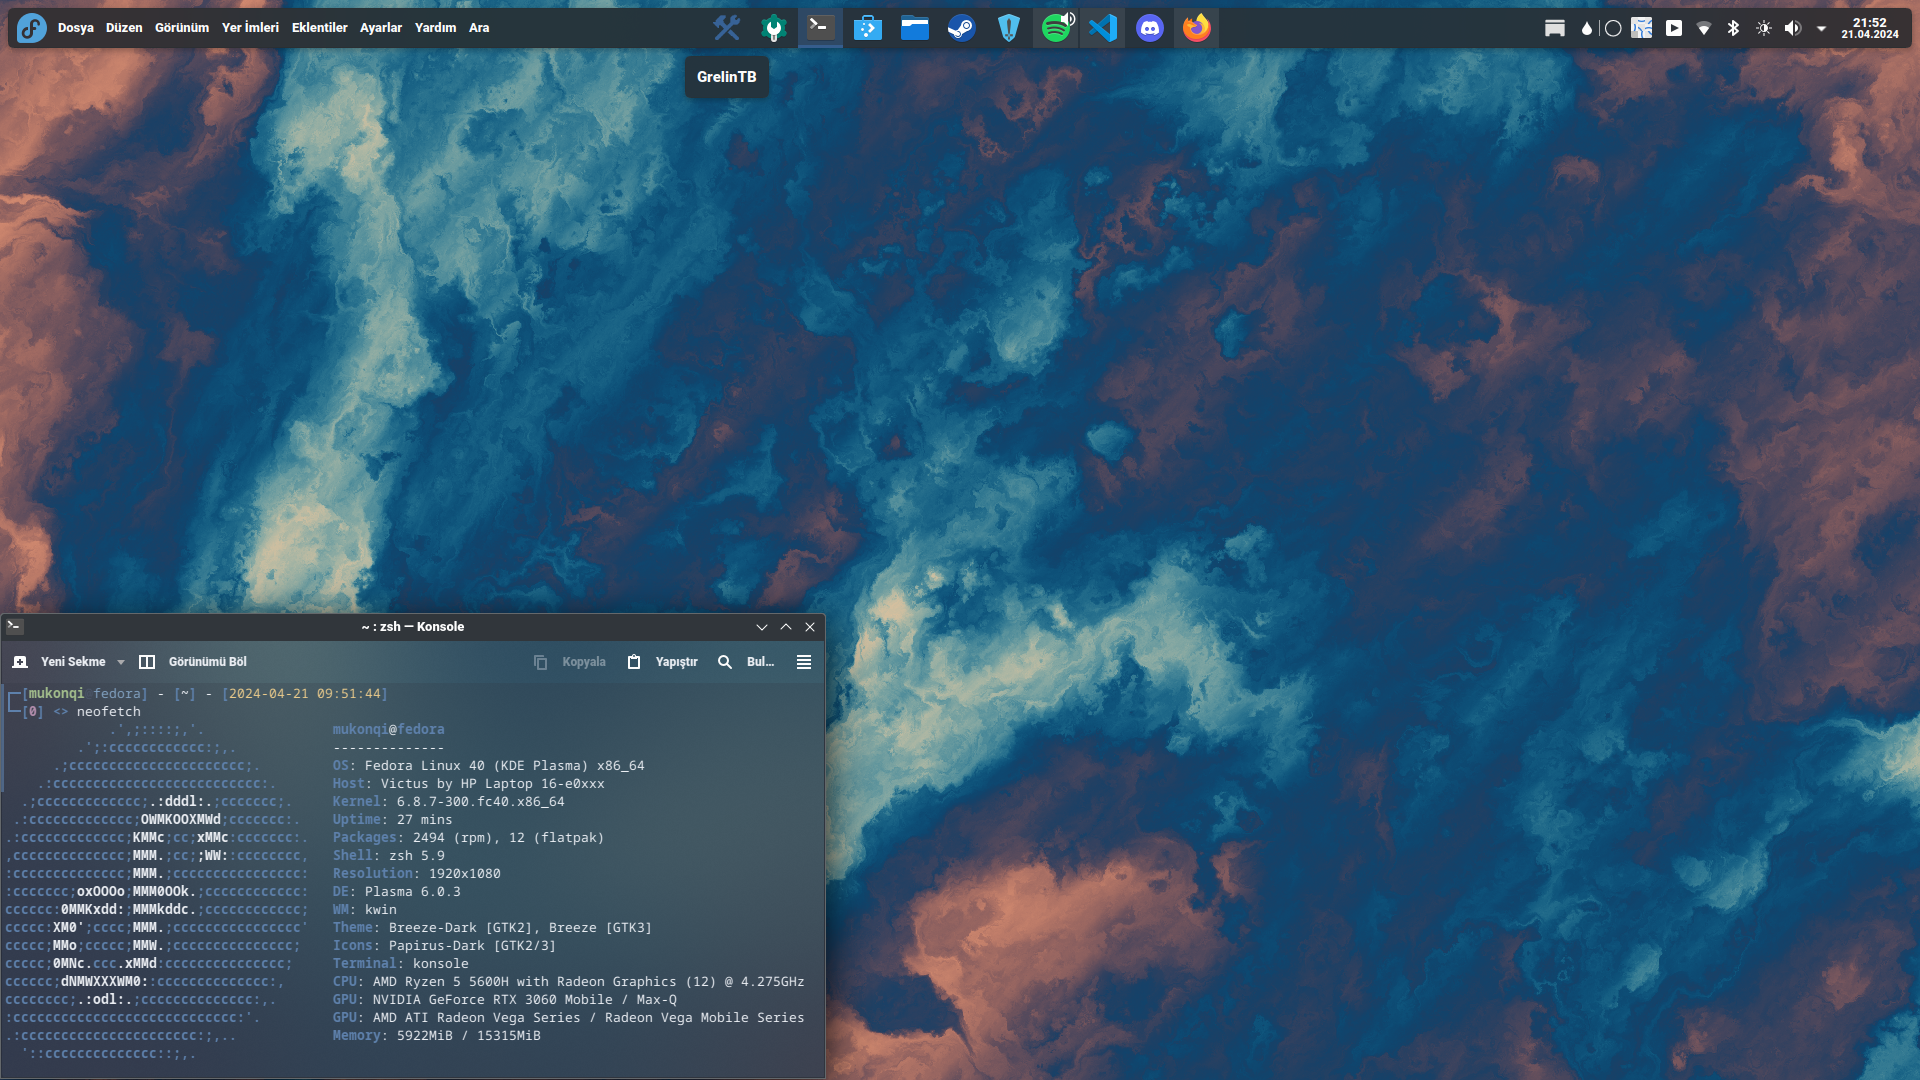 Dosya Düzen Görünüm Yer İmleri Eklentiler Ayarlar Yardım Ara
21:52
21.04.2024
GrelinTB
~ : zsh — Konsole
Yeni Sekme Görünümü Böl Kopyala Yapıştır Bul...
[mukonqi fedora] - [~] - [2024-04-21 09:51:44]
[0] <> neofetch
.',;::::;,'. mukonqi@fedora
.';:cccccccccccc:;,. --------------
.;cccccccccccccccccccccc;. OS: Fedora Linux 40 (KDE Plasma) x86_64
.:cccccccccccccccccccccccccc:. Host: Victus by HP Laptop 16-e0xxx
.;ccccccccccccc;.:dddl:.;ccccccc;. Kernel: 6.8.7-300.fc40.x86_64
.:ccccccccccccc;OWMKOOXMWd;ccccccc:. Uptime: 27 mins
.:ccccccccccccc;KMMc;cc;xMMc:ccccccc:. Packages: 2494 (rpm), 12 (flatpak)
,cccccccccccccc;MMM.;cc;;WW::cccccccc, Shell: zsh 5.9
:cccccccccccccc;MMM.;cccccccccccccccc: Resolution: 1920x1080
:ccccccc;oxOOOo;MMM0OOk.;cccccccccccc: DE: Plasma 6.0.3
cccccc:0MMKxdd:;MMMkddc.;cccccccccccc; WM: kwin
ccccc:XM0';cccc;MMM.;cccccccccccccccc' Theme: Breeze-Dark [GTK2], Breeze [GTK3]
ccccc;MMo;ccccc;MMW.;ccccccccccccccc; Icons: Papirus-Dark [GTK2/3]
ccccc;0MNc.ccc.xMMd:ccccccccccccccc; Terminal: konsole
cccccc;dNMWXXXWM0::cccccccccccccc:, CPU: AMD Ryzen 5 5600H with Radeon Graphics (12) @ 4.275GHz
cccccccc;.:odl:.;cccccccccccccc:,. GPU: NVIDIA GeForce RTX 3060 Mobile / Max-Q
:cccccccccccccccccccccccccccc:'. GPU: AMD ATI Radeon Vega Series / Radeon Vega Mobile Series
.:cccccccccccccccccccccc:;,.. Memory: 5922MiB / 15315MiB
'::cccccccccccccc::;,.